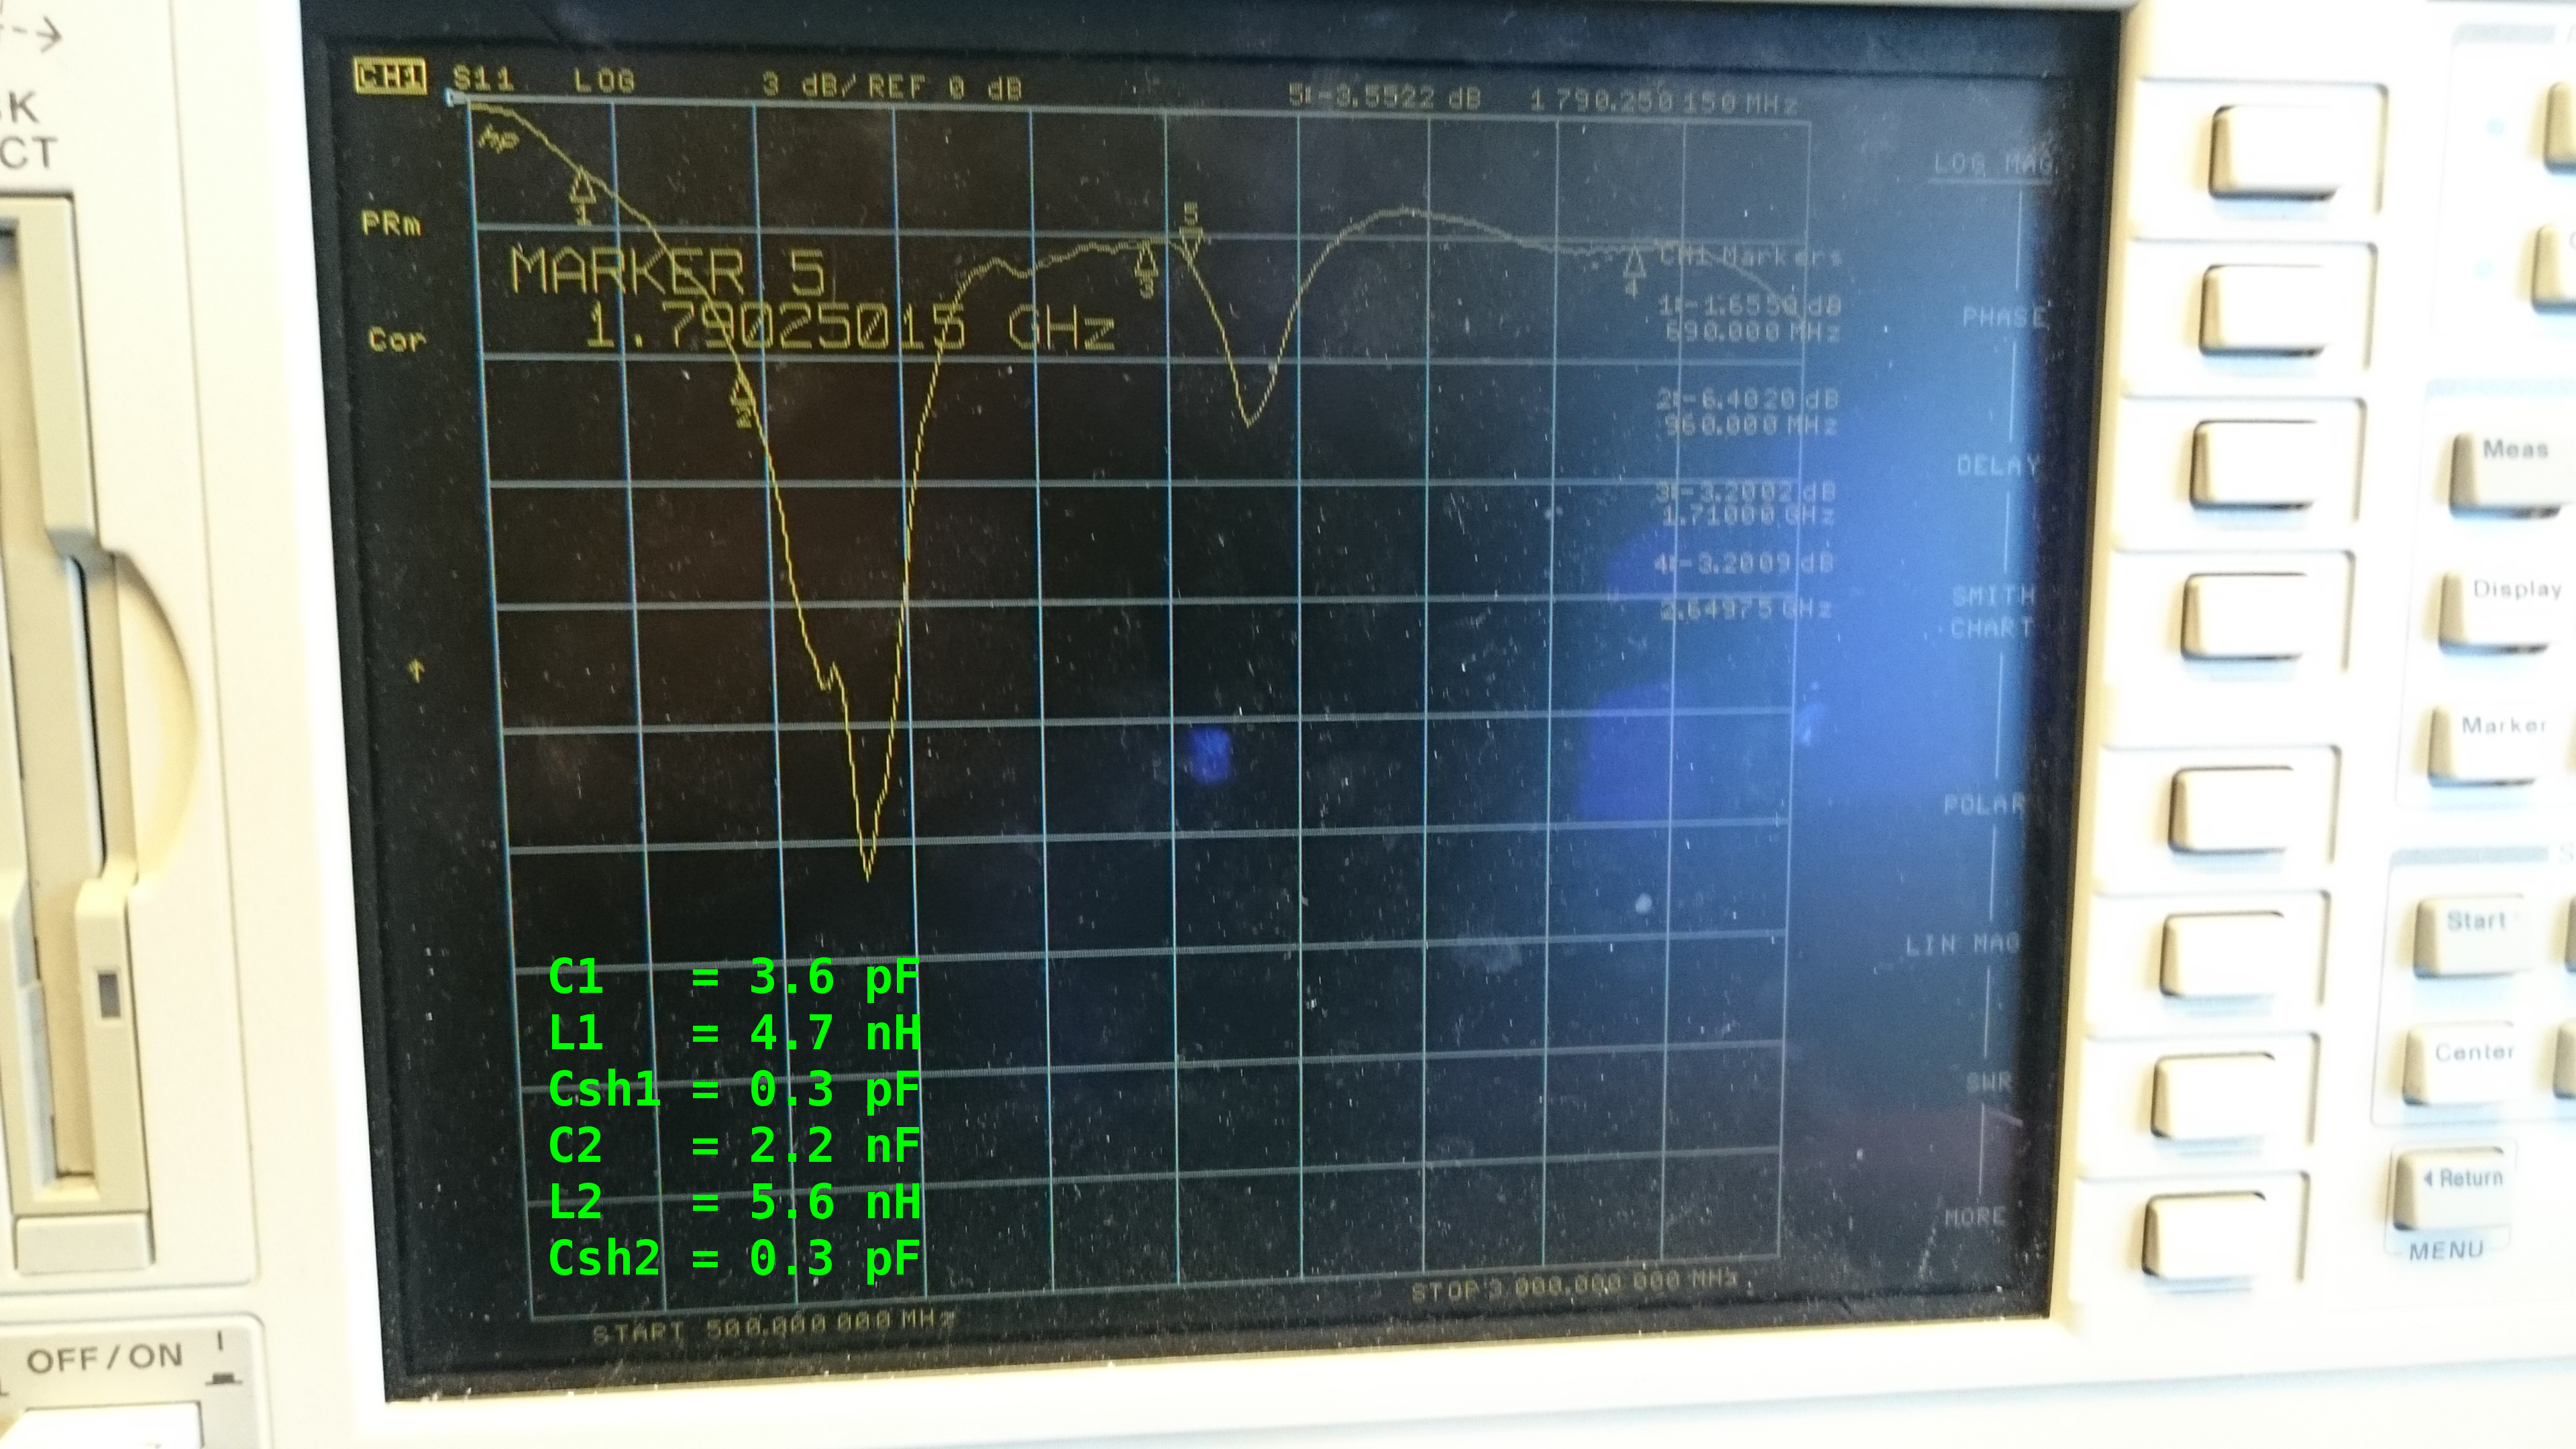 CH1 S11 LOG 3 dB/ REF 0 dB 5:-3.5522 dB 1 790.250 150 MHz
hp
PRm
Cor
MARKER 5
1.79025015 GHz
1
2
3
5
4
CH1 Markers
1:-1.6550 dB
690.000 MHz
2:-6.4020 dB
960.000 MHz
3:-3.2002 dB
1.71000 GHz
4:-3.2009 dB
2.64975 GHz
LOG MAG
PHASE
DELAY
SMITH
CHART
POLAR
LIN MAG
SWR
MORE
C1 = 3.6 pF
L1 = 4.7 nH
Csh1 = 0.3 pF
C2 = 2.2 nF
L2 = 5.6 nH
Csh2 = 0.3 pF
START 500.000 000 MHz
STOP 3 000.000 000 MHz
Meas
Display
Marker
Start
Center
Return
MENU
OFF/ON